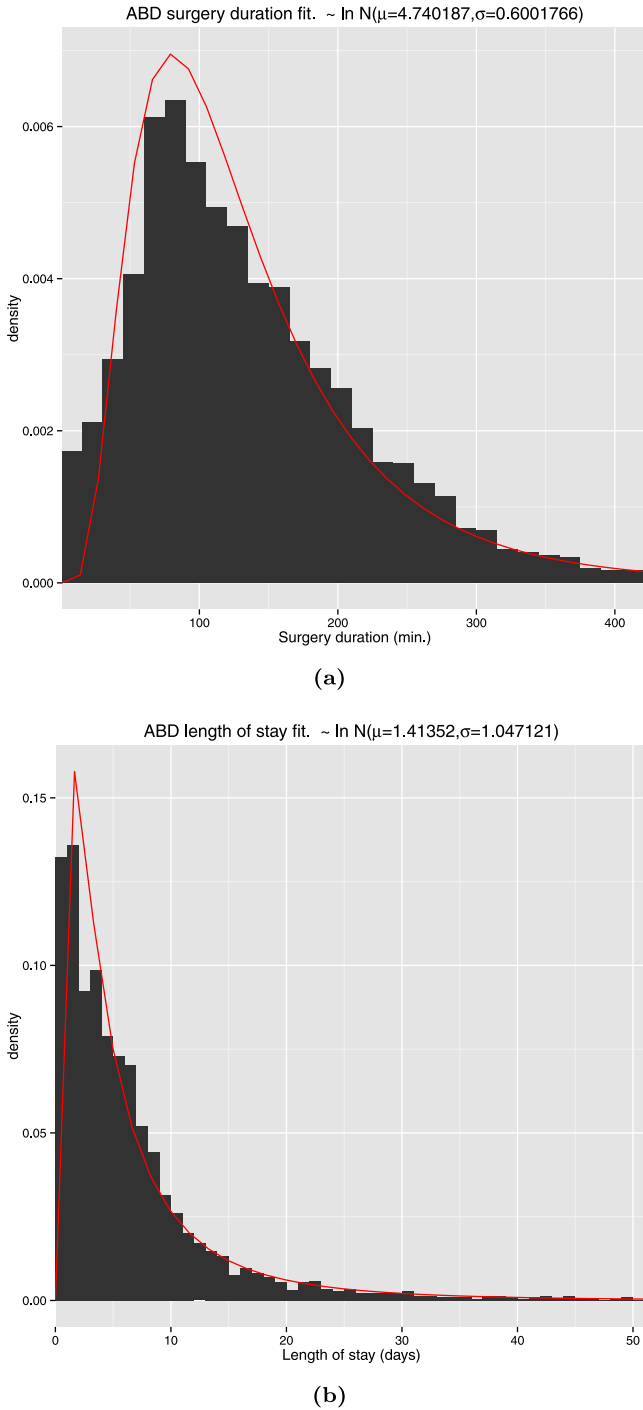 ABD surgery duration fit. ~ ln N(μ=4.740187,σ=0.6001766)
0.006
0.004
0.002
0.000
density
100 200 300 400
Surgery duration (min.)
(a)
ABD length of stay fit. ~ ln N(μ=1.41352,σ=1.047121)
0.15
0.10
0.05
0.00
density
0 10 20 30 40 50
Length of stay (days)
(b)